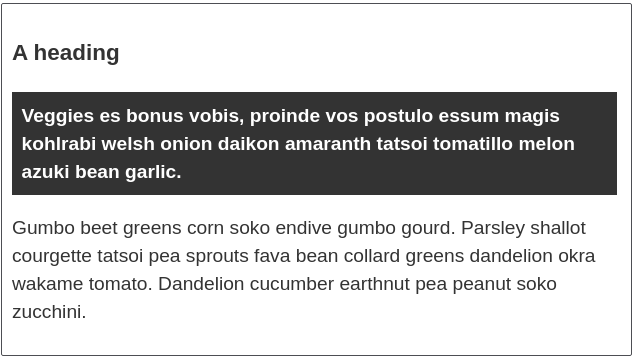 A heading
Veggies es bonus vobis, proinde vos postulo essum magis
kohlrabi welsh onion daikon amaranth tatsoi tomatillo melon
azuki bean garlic.
Gumbo beet greens corn soko endive gumbo gourd. Parsley shallot
courgette tatsoi pea sprouts fava bean collard greens dandelion okra
wakame tomato. Dandelion cucumber earthnut pea peanut soko
zucchini.